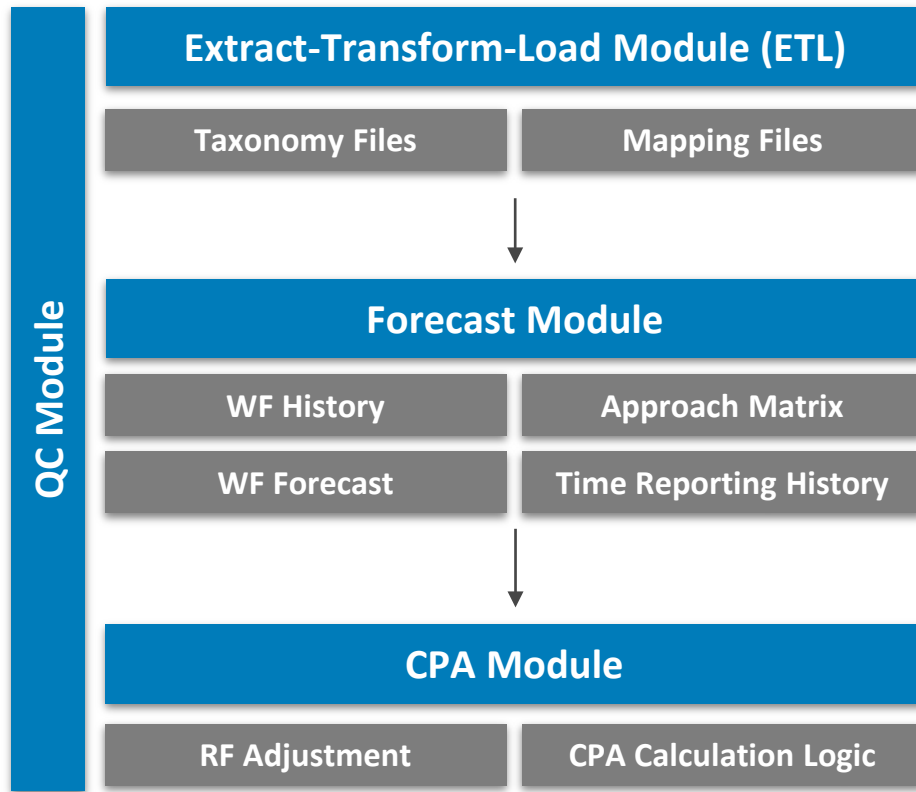 QC Module
Extract-Transform-Load Module (ETL)
Taxonomy Files
Mapping Files
Forecast Module
WF History
Approach Matrix
WF Forecast
Time Reporting History
CPA Module
RF Adjustment
CPA Calculation Logic